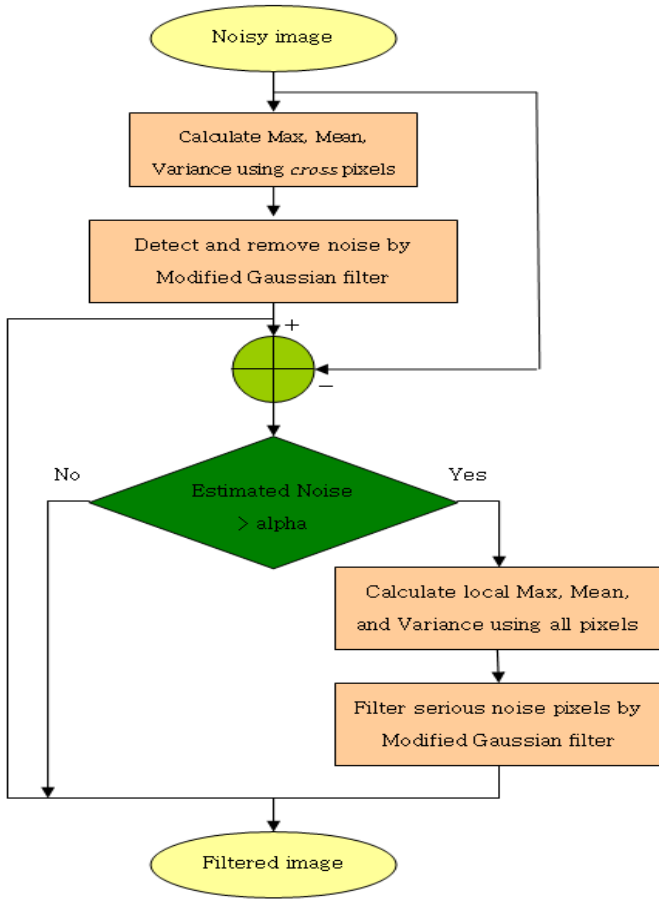 Noisy image
Calculate Max, Mean,
Variance using cross pixels
Detect and remove noise by
Modified Gaussian filter
+
−
No
Yes
Estimated Noise
> alpha
Calculate local Max, Mean,
and Variance using all pixels
Filter serious noise pixels by
Modified Gaussian filter
Filtered image